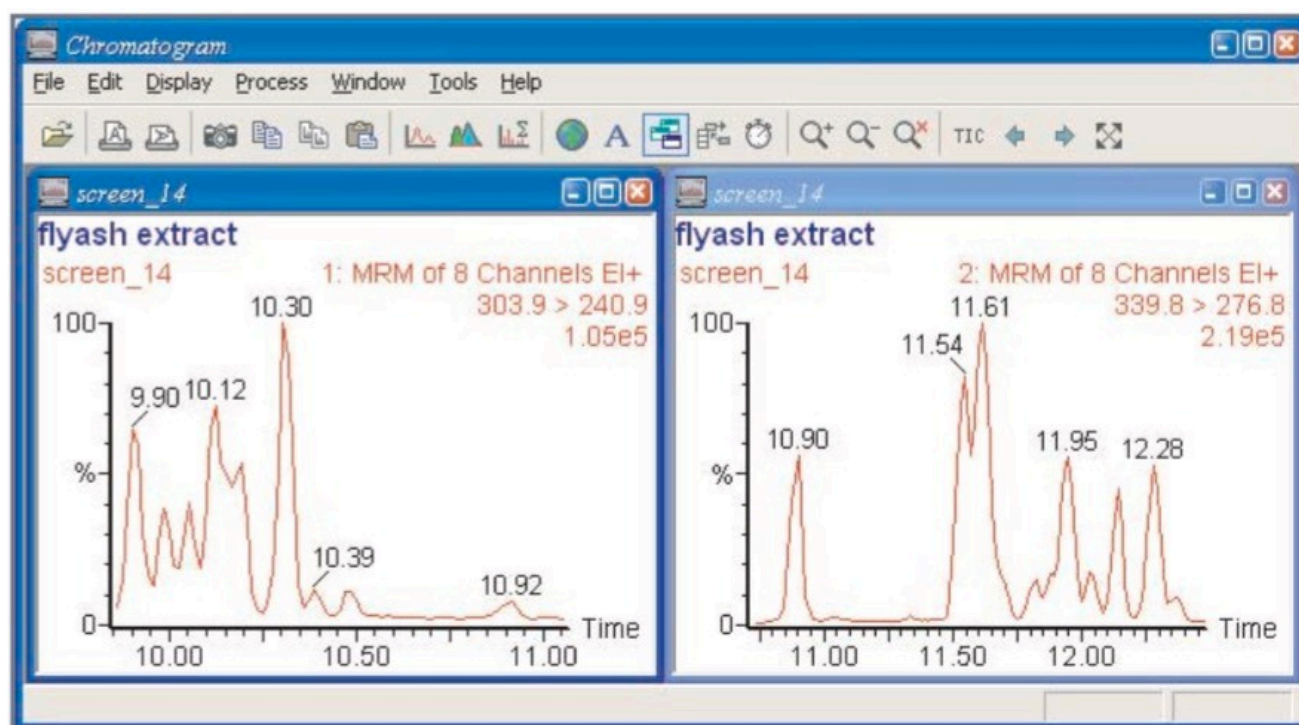 Chromatogram
File Edit Display Process Window Tools Help
A A TIC
screen_14
flyash extract
screen_14 1: MRM of 8 Channels EI+
303.9 > 240.9
1.05e5
10.30
100
9.90 10.12
%
10.39
10.92
0
Time
10.00 10.50 11.00
screen_14
flyash extract
screen_14 2: MRM of 8 Channels EI+
339.8 > 276.8
2.19e5
11.61
100
11.54
10.90 11.95 12.28
%
0
Time
11.00 11.50 12.00